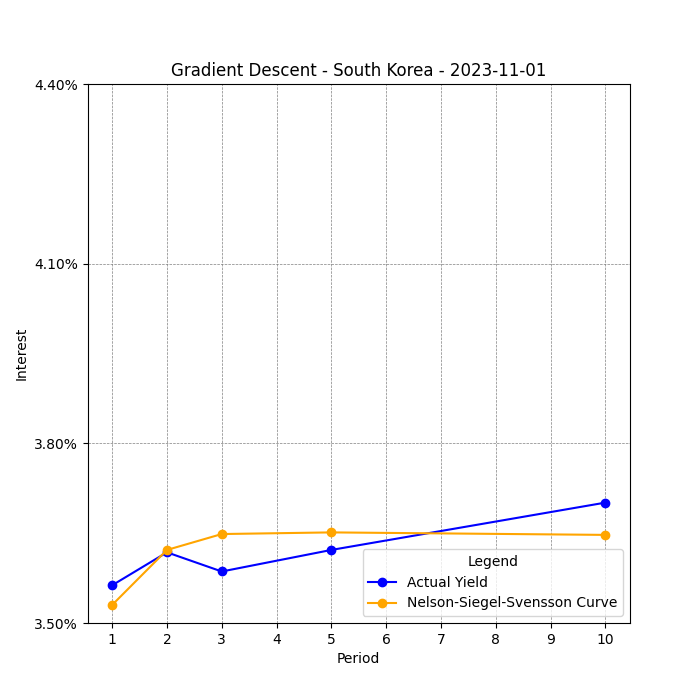 Gradient Descent - South Korea - 2023-11-01
4.40%
4.10%
3.80%
3.50%
Interest
1 2 3 4 5 6 7 8 9 10
Period
Legend
Actual Yield
Nelson-Siegel-Svensson Curve